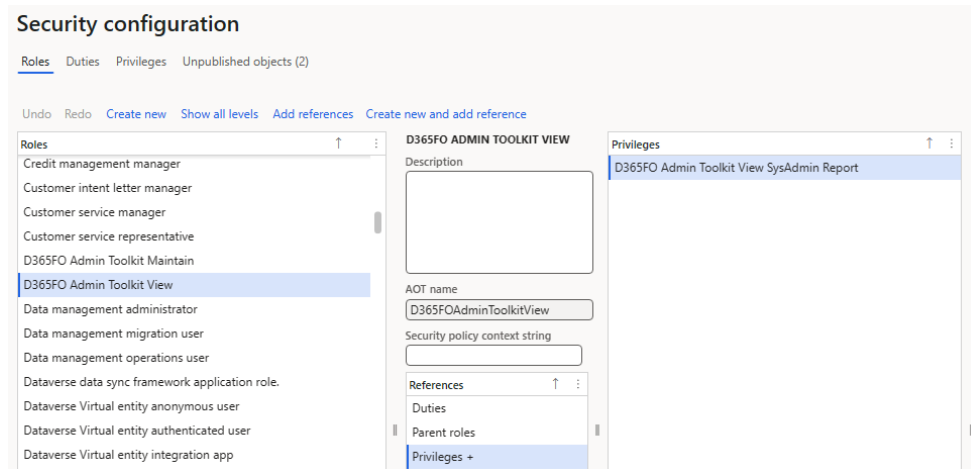 Security configuration
Roles Duties Privileges Unpublished objects (2)
Undo Redo Create new Show all levels Add references Create new and add reference
Roles
Credit management manager
Customer intent letter manager
Customer service manager
Customer service representative
D365FO Admin Toolkit Maintain
D365FO Admin Toolkit View
Data management administrator
Data management migration user
Data management operations user
Dataverse data sync framework application role.
Dataverse Virtual entity anonymous user
Dataverse Virtual entity authenticated user
Dataverse Virtual entity integration app
D365FO ADMIN TOOLKIT VIEW
Description
AOT name
D365FOAdminToolkitView
Security policy context string
References
Duties
Parent roles
Privileges +
Privileges
D365FO Admin Toolkit View SysAdmin Report